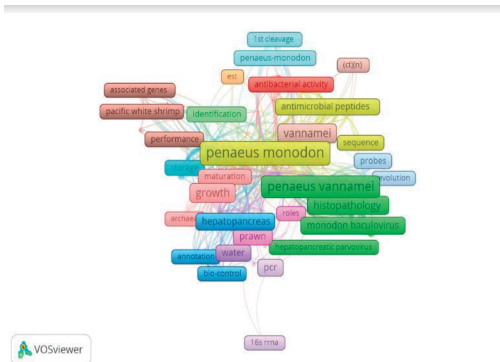 1st cleavage
penaeus-monodon
(ct)(n)
est
antibacterial activity
associated genes
antimicrobial peptides
pacific white shrimp
identification
vannamei
performance
sequence
penaeus monodon
probes
storage
maturation
evolution
penaeus vannamei
growth
histopathology
archaea
hepatopancreas
roles
monodon baculovirus
prawn
hepatopancreatic parvovirus
annotation
water
bio-control
pcr
16s rrna
VOSviewer